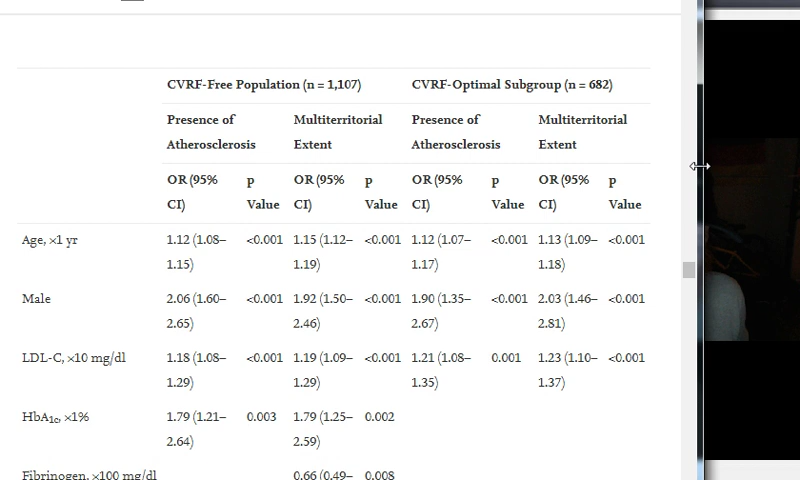 CVRF-Free Population (n = 1,107) CVRF-Optimal Subgroup (n = 682)
Presence of Multiterritorial Presence of Multiterritorial
Atherosclerosis Extent Atherosclerosis Extent
OR (95% p OR (95% p OR (95% p OR (95% p
CI) Value CI) Value CI) Value CI) Value
Age, ×1 yr 1.12 (1.08– <0.001 1.15 (1.12– <0.001 1.12 (1.07– <0.001 1.13 (1.09– <0.001
1.15) 1.19) 1.17) 1.18)
Male 2.06 (1.60– <0.001 1.92 (1.50– <0.001 1.90 (1.35– <0.001 2.03 (1.46– <0.001
2.65) 2.46) 2.67) 2.81)
LDL-C, ×10 mg/dl 1.18 (1.08– <0.001 1.19 (1.09– <0.001 1.21 (1.08– 0.001 1.23 (1.10– <0.001
1.29) 1.29) 1.35) 1.37)
HbA1c, ×1% 1.79 (1.21– 0.003 1.79 (1.25– 0.002
2.64) 2.59)
Fibrinogen, ×100 mg/dl 0.66 (0.49– 0.008